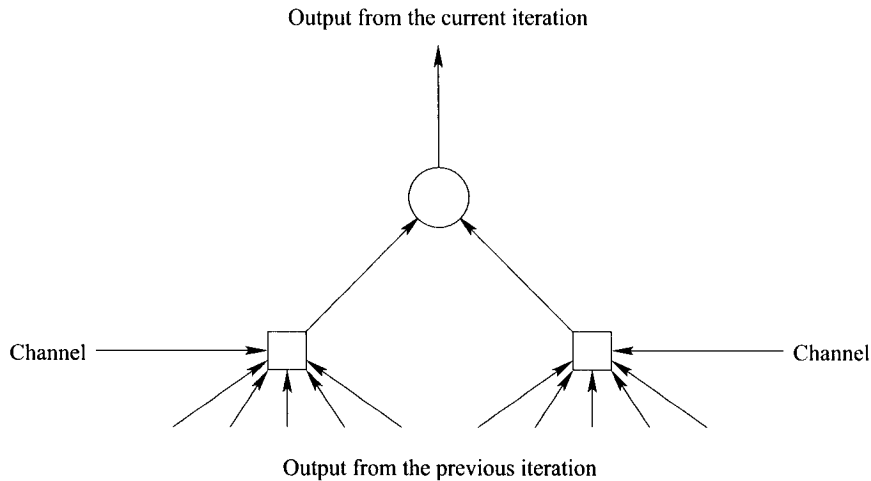 Output from the current iteration
Channel
Channel
Output from the previous iteration